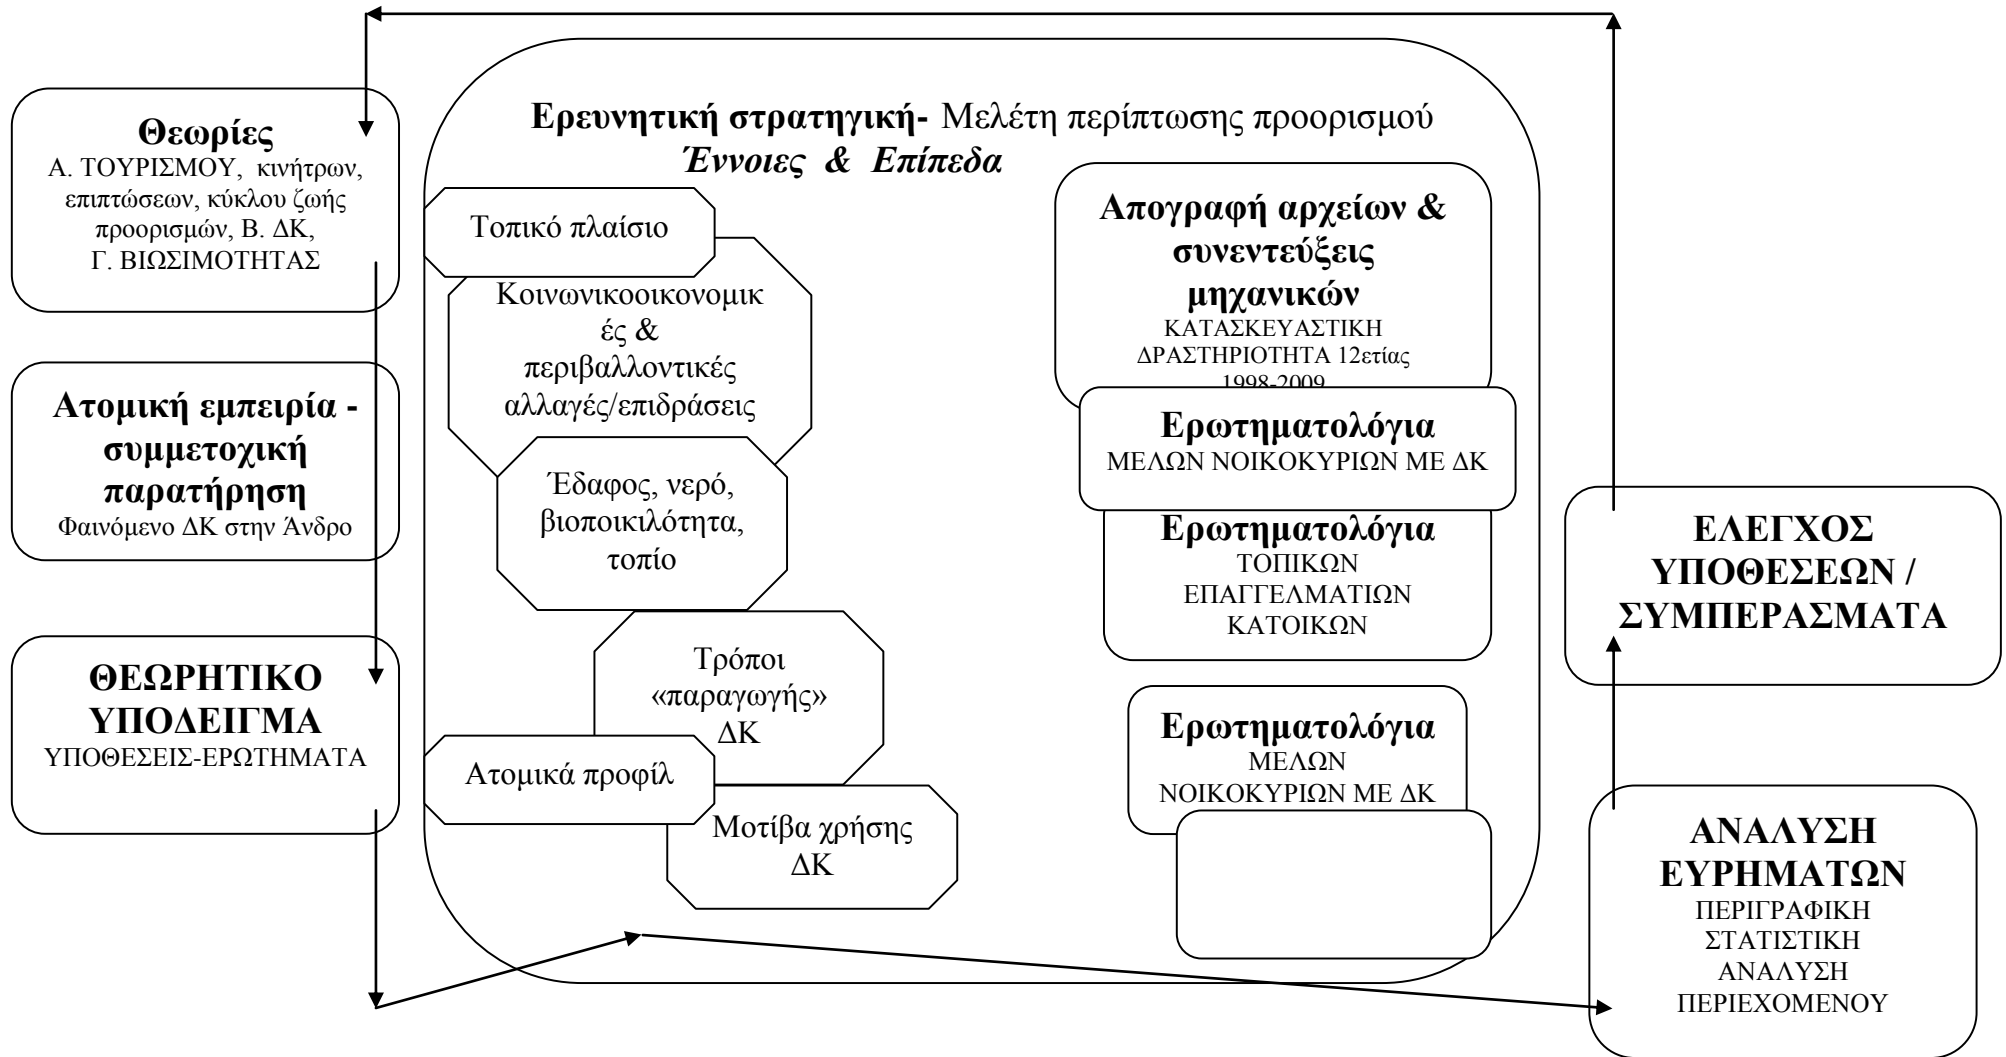 Θεωρίες
Α. ΤΟΥΡΙΣΜΟΥ, κινήτρων,
επιπτώσεων, κύκλου ζωής
προορισμών, Β. ΔΚ,
Γ. ΒΙΩΣΙΜΟΤΗΤΑΣ
Ατομική εμπειρία -
συμμετοχική
παρατήρηση
Φαινόμενο ΔΚ στην Άνδρο
ΘΕΩΡΗΤΙΚΟ
ΥΠΟΔΕΙΓΜΑ
ΥΠΟΘΕΣΕΙΣ-ΕΡΩΤΗΜΑΤΑ
Ερευνητική στρατηγική- Μελέτη περίπτωσης προορισμού
Έννοιες & Επίπεδα
Τοπικό πλαίσιο
Κοινωνικοοικονομικ
ές &
περιβαλλοντικές
αλλαγές/επιδράσεις
Έδαφος, νερό,
βιοποικιλότητα,
τοπίο
Τρόποι
«παραγωγής»
ΔΚ
Ατομικά προφίλ
Μοτίβα χρήσης
ΔΚ
Απογραφή αρχείων &
συνεντεύξεις
μηχανικών
ΚΑΤΑΣΚΕΥΑΣΤΙΚΗ
ΔΡΑΣΤΗΡΙΟΤΗΤΑ 12ετίας
1998-2009
Ερωτηματολόγια
ΜΕΛΩΝ ΝΟΙΚΟΚΥΡΙΩΝ ΜΕ ΔΚ
Ερωτηματολόγια
ΤΟΠΙΚΩΝ
ΕΠΑΓΓΕΛΜΑΤΙΩΝ
ΚΑΤΟΙΚΩΝ
Ερωτηματολόγια
ΜΕΛΩΝ
ΝΟΙΚΟΚΥΡΙΩΝ ΜΕ ΔΚ
ΕΛΕΓΧΟΣ
ΥΠΟΘΕΣΕΩΝ /
ΣΥΜΠΕΡΑΣΜΑΤΑ
ΑΝΑΛΥΣΗ
ΕΥΡΗΜΑΤΩΝ
ΠΕΡΙΓΡΑΦΙΚΗ
ΣΤΑΤΙΣΤΙΚΗ
ΑΝΑΛΥΣΗ
ΠΕΡΙΕΧΟΜΕΝΟΥ